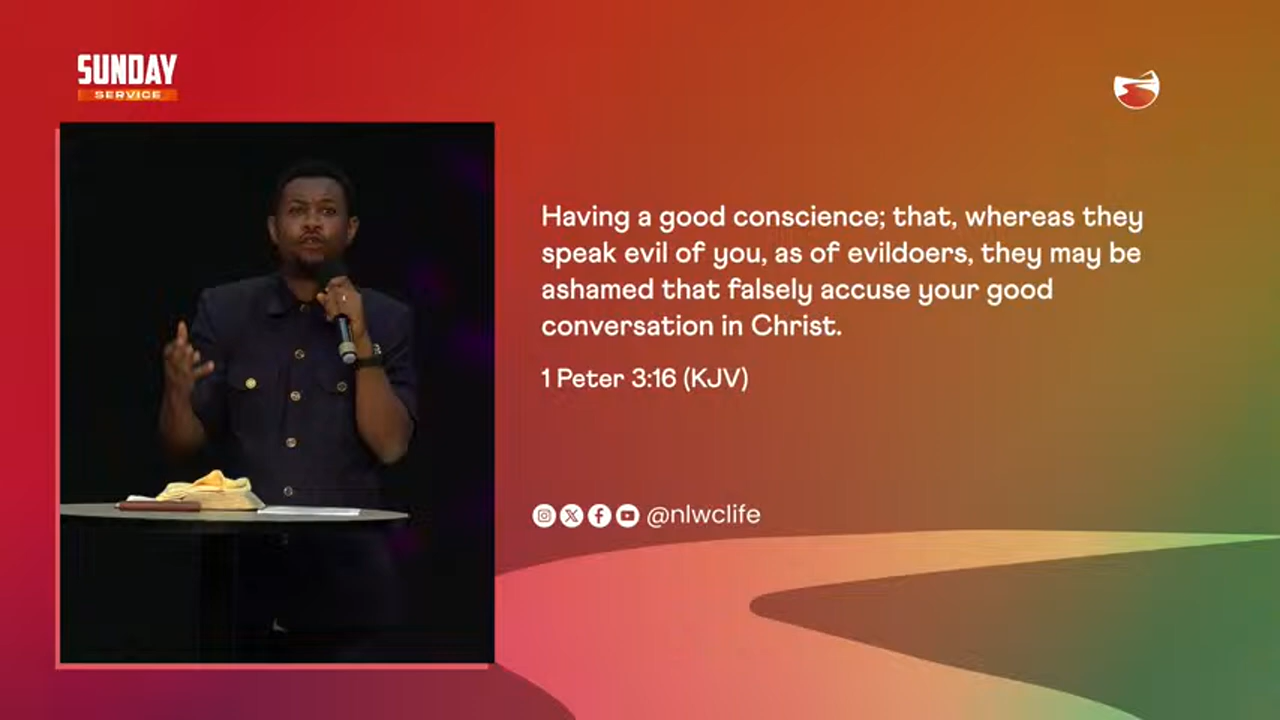 SUNDAY
SERVICE
Having a good conscience; that, whereas they
speak evil of you, as of evildoers, they may be
ashamed that falsely accuse your good
conversation in Christ.
1 Peter 3:16 (KJV)
@nlwclife